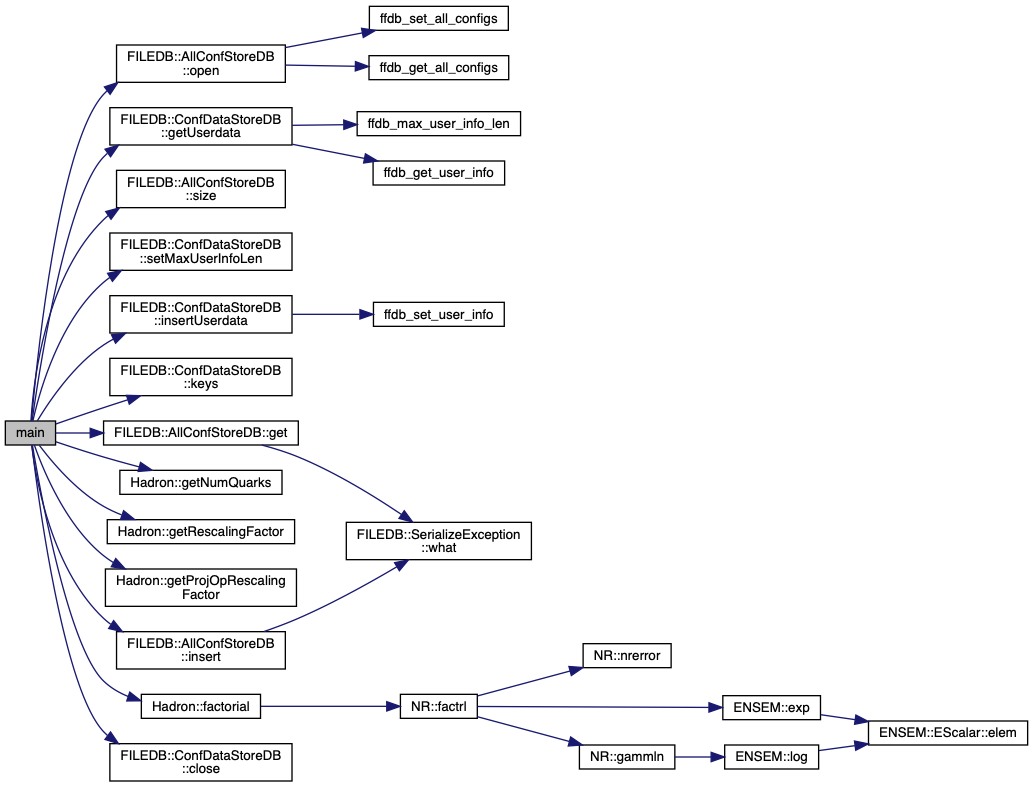 ffdb_set_all_configs
FILEDB::AllConfStoreDB
::open
ffdb_get_all_configs
FILEDB::ConfDataStoreDB
::getUserdata
ffdb_max_user_info_len
ffdb_get_user_info
FILEDB::AllConfStoreDB
::size
FILEDB::ConfDataStoreDB
::setMaxUserInfoLen
FILEDB::ConfDataStoreDB
::insertUserdata
ffdb_set_user_info
FILEDB::ConfDataStoreDB
::keys
main
FILEDB::AllConfStoreDB::get
Hadron::getNumQuarks
Hadron::getRescalingFactor
FILEDB::SerializeException
::what
Hadron::getProjOpRescaling
Factor
FILEDB::AllConfStoreDB
::insert
NR::nrerror
Hadron::factorial
NR::factrl
ENSEM::exp
ENSEM::EScalar::elem
NR::gammln
ENSEM::log
FILEDB::ConfDataStoreDB
::close